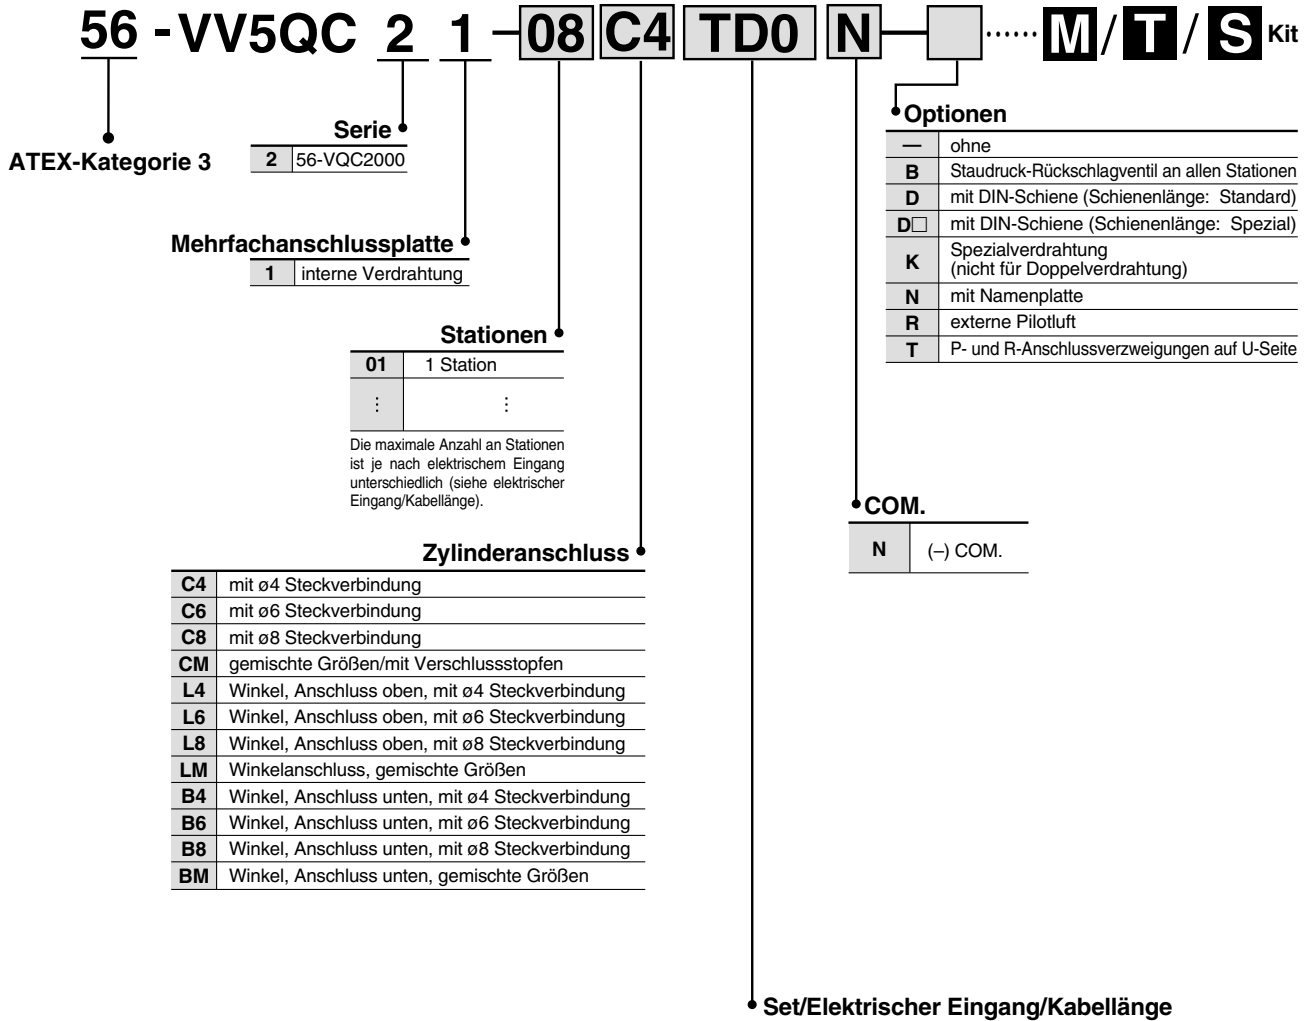 56 - VV5QC 2 1 – 08 C4 TD0 N – □ ······ M / T / S Kit
ATEX-Kategorie 3
Serie
2 56-VQC2000
Mehrfachanschlussplatte
1 interne Verdrahtung
Stationen
01 1 Station
⋮ ⋮
Die maximale Anzahl an Stationen
ist je nach elektrischem Eingang
unterschiedlich (siehe elektrischer
Eingang/Kabellänge).
Zylinderanschluss
C4 mit ø4 Steckverbindung
C6 mit ø6 Steckverbindung
C8 mit ø8 Steckverbindung
CM gemischte Größen/mit Verschlussstopfen
L4 Winkel, Anschluss oben, mit ø4 Steckverbindung
L6 Winkel, Anschluss oben, mit ø6 Steckverbindung
L8 Winkel, Anschluss oben, mit ø8 Steckverbindung
LM Winkelanschluss, gemischte Größen
B4 Winkel, Anschluss unten, mit ø4 Steckverbindung
B6 Winkel, Anschluss unten, mit ø6 Steckverbindung
B8 Winkel, Anschluss unten, mit ø8 Steckverbindung
BM Winkel, Anschluss unten, gemischte Größen
Optionen
— ohne
B Staudruck-Rückschlagventil an allen Stationen
D mit DIN-Schiene (Schienenlänge: Standard)
D□ mit DIN-Schiene (Schienenlänge: Spezial)
K Spezialverdrahtung
(nicht für Doppelverdrahtung)
N mit Namenplatte
R externe Pilotluft
T P- und R-Anschlussverzweigungen auf U-Seite
COM.
N (–) COM.
Set/Elektrischer Eingang/Kabellänge